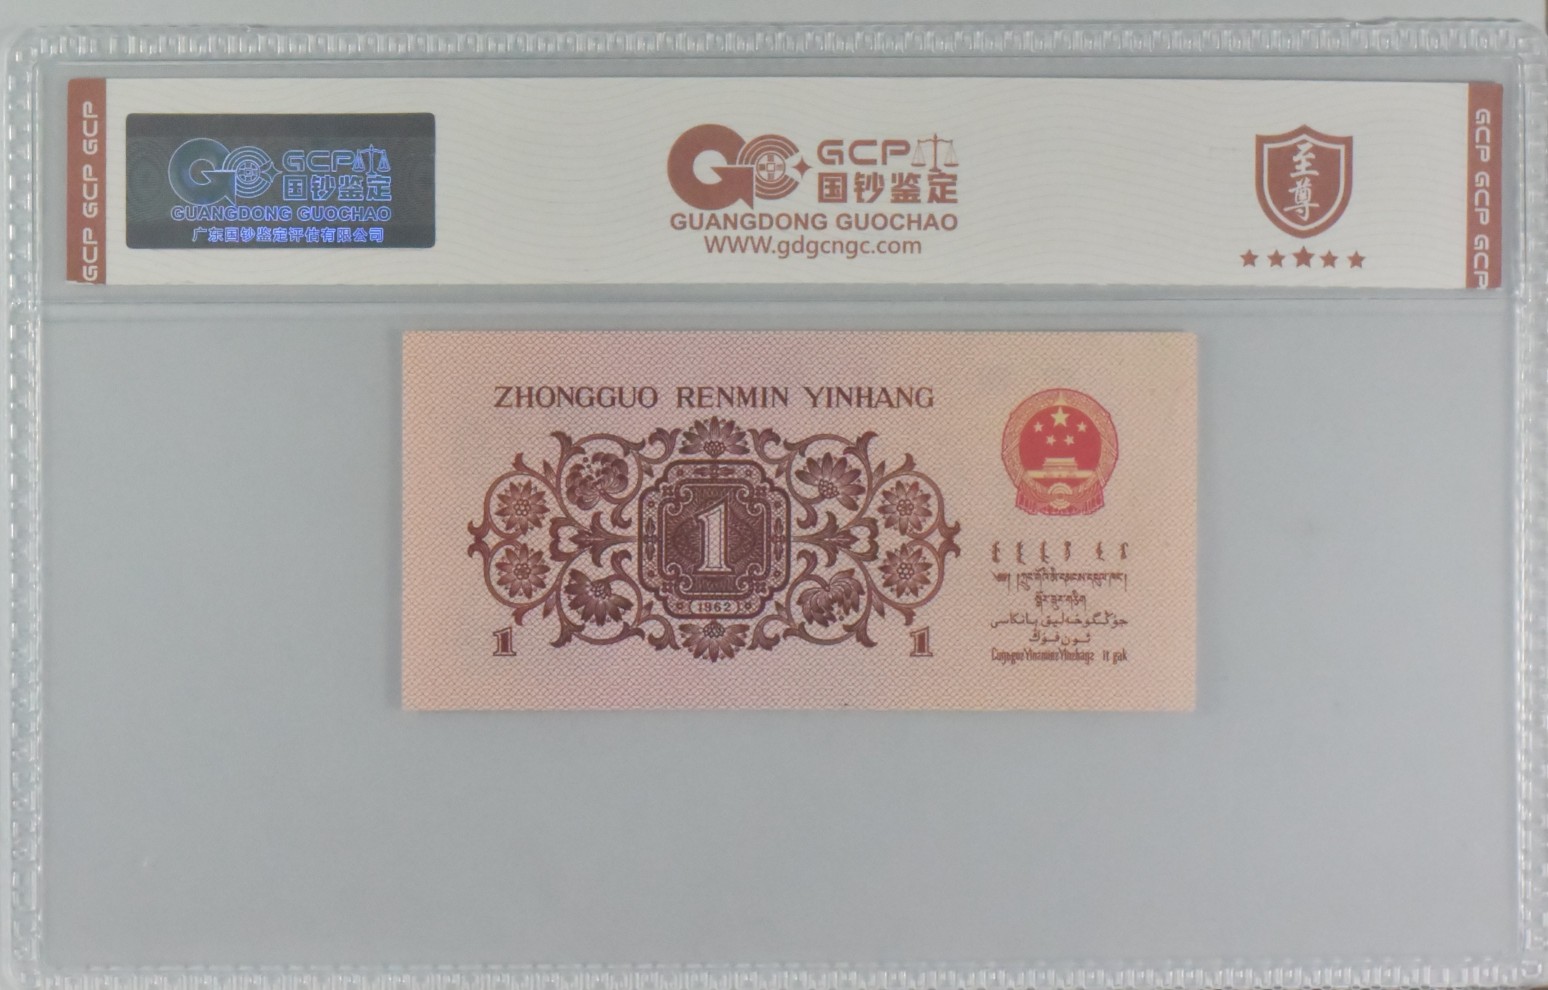 GCP GCP GCP
GCP
国钞鉴定
GUANGDONG GUOCHAO
广东国钞鉴定评估有限公司
GCP
国钞鉴定
GUANGDONG GUOCHAO
WWW.gdgcngc.com
至尊
GCP GCP GCP
ZHONGGUO RENMIN YINHANG
1
1962
1
1